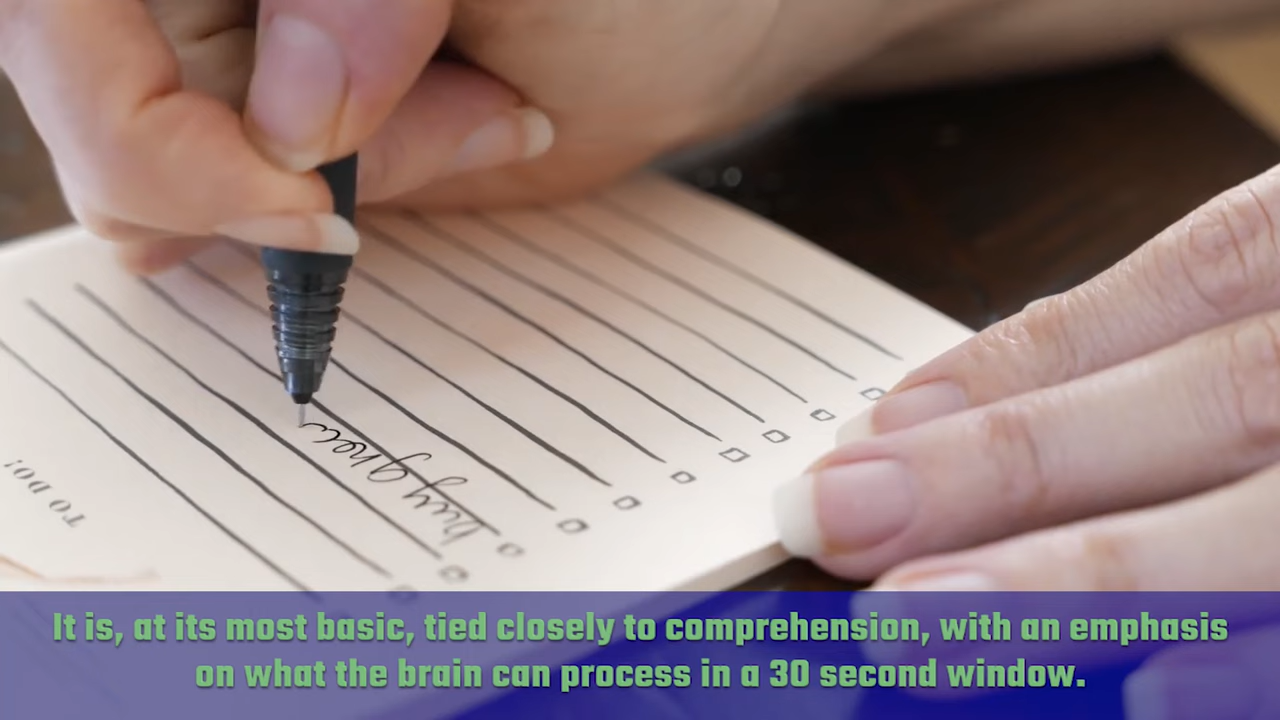 TO DO!
buy
It is, at its most basic, tied closely to comprehension, with an emphasis
on what the brain can process in a 30 second window.